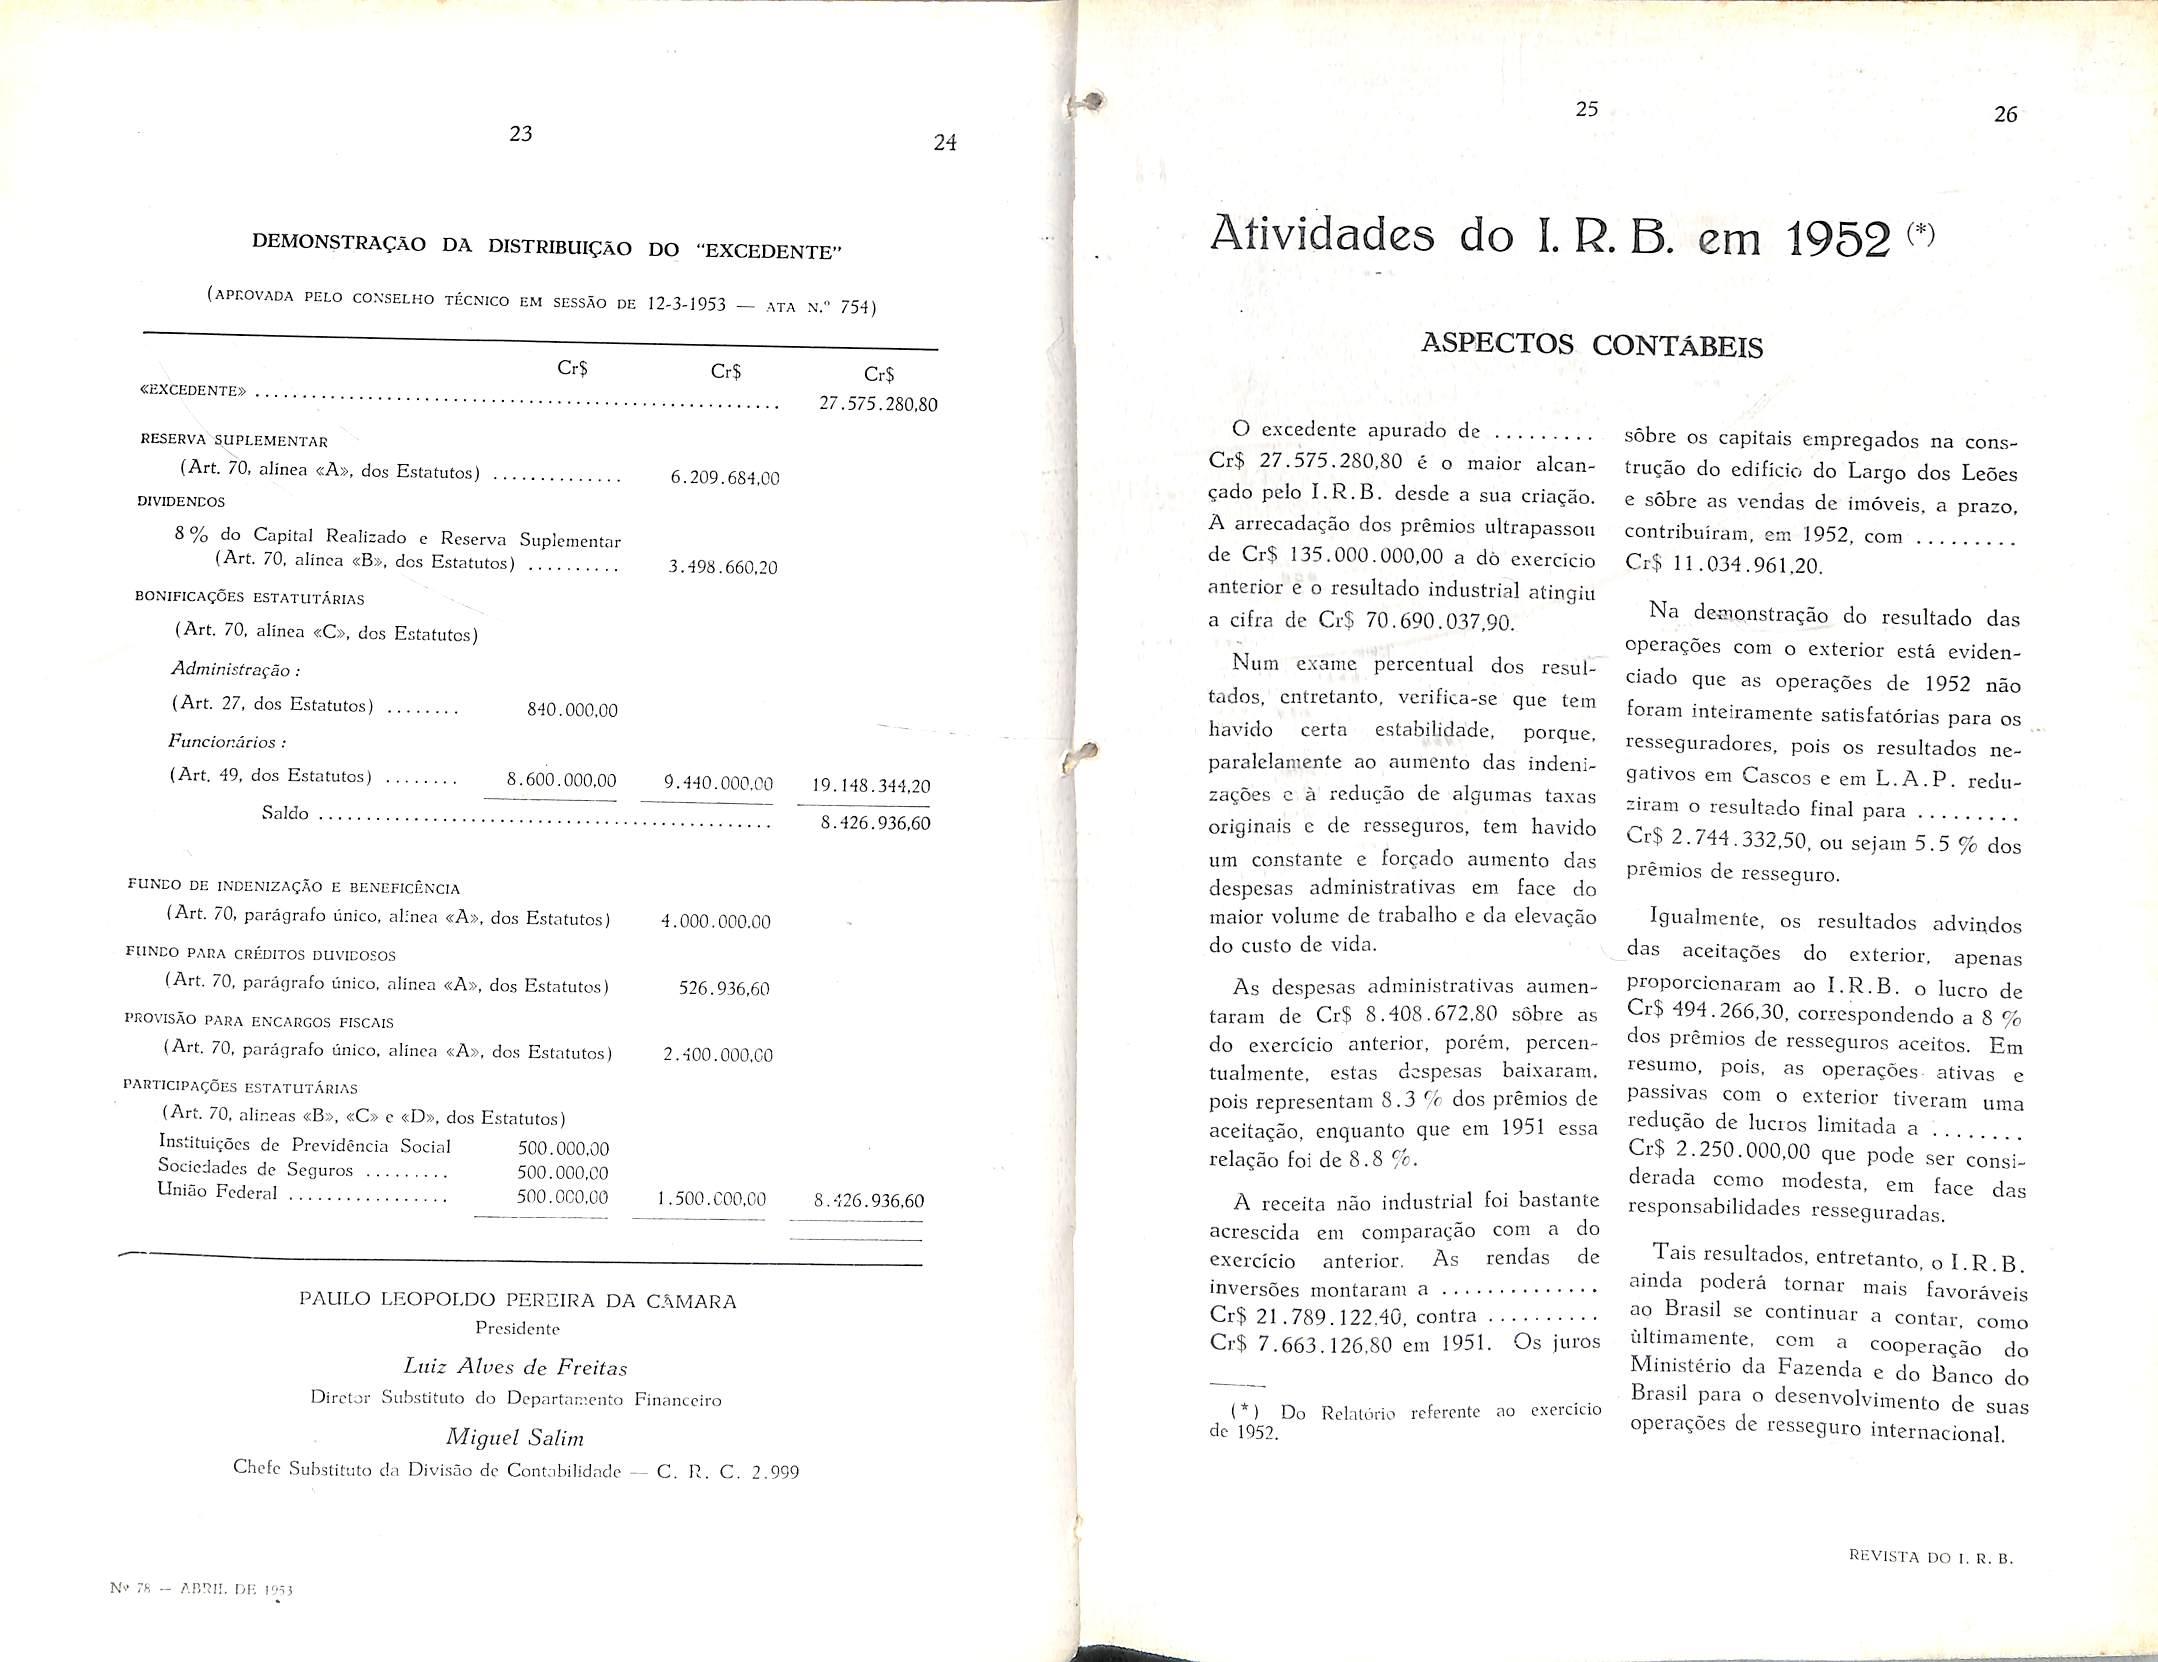 23
24
DEMONSTRAÇÃO DA DISTRIBUIÇÃO DO "EXCEDENTE"
(APROVADA PELO CONSELHO TÉCNICO EM SESSÃO DE 12-3-1953 — ATA N.º 754)
Cr$ Cr$ Cr$
«EXCEDENTE» ........................................................ 27.575.280,80
RESERVA SUPLEMENTAR
(Art. 70, alínea «A», dos Estatutos) .............. 6.209.684,00
DIVIDENDOS
8 % do Capital Realizado e Reserva Suplementar
(Art. 70, alínea «B», dos Estatutos) .......... 3.498.660,20
BONIFICAÇÕES ESTATUTÁRIAS
(Art. 70, alínea «C», dos Estatutos)
Administração :
(Art. 27, dos Estatutos) ........ 840.000,00
Funcionários :
(Art. 49, dos Estatutos) ........ 8.600.000,00 9.440.000,00 19.148.344,20
Saldo ................................................ 8.426.936,60
FUNDO DE INDENIZAÇÃO E BENEFICÊNCIA
(Art. 70, parágrafo único, alínea «A», dos Estatutos) 4.000.000,00
FUNDO PARA CRÉDITOS DUVIDOSOS
(Art. 70, parágrafo único, alínea «A», dos Estatutos) 526.936,60
PROVISÃO PARA ENCARGOS FISCAIS
(Art. 70, parágrafo único, alínea «A», dos Estatutos) 2.400.000,00
PARTICIPAÇÕES ESTATUTÁRIAS
(Art. 70, alíneas «B», «C» e «D», dos Estatutos)
Instituições de Previdência Social 500.000,00
Sociedades de Seguros ......... 500.000,00
União Federal ................. 500.000,00 1.500.000,00 8.426.936,60
PAULO LEOPOLDO PEREIRA DA CÂMARA
Presidente
Luiz Alves de Freitas
Diretor Substituto do Departamento Financeiro
Miguel Salim
Chefe Substituto da Divisão de Contabilidade — C. R. C. 2.999
Nº 78 — ABRIL DE 1953
25
26
Atividades do I. R. B. em 1952 (*)
ASPECTOS CONTÁBEIS
O excedente apurado de .........
Cr$ 27.575.280,80 é o maior alcan-
çado pelo I.R.B. desde a sua criação.
A arrecadação dos prêmios ultrapassou
de Cr$ 135.000.000,00 a do exercício
anterior e o resultado industrial atingiu
a cifra de Cr$ 70.690.037,90.
Num exame percentual dos resul-
tados, entretanto, verifica-se que tem
havido certa estabilidade, porque,
paralelamente ao aumento das indeni-
zações e à redução de algumas taxas
originais e de resseguros, tem havido
um constante e forçado aumento das
despesas administrativas em face do
maior volume de trabalho e da elevação
do custo de vida.
As despesas administrativas aumen-
taram de Cr$ 8.408.672,80 sôbre as
do exercício anterior, porém, percen-
tualmente, estas despesas baixaram,
pois representam 8.3 % dos prêmios de
aceitação, enquanto que em 1951 essa
relação foi de 8.8 %.
A receita não industrial foi bastante
acrescida em comparação com a do
exercício anterior. As rendas de
inversões montaram a ..............
Cr$ 21.789.122,40, contra ..........
Cr$ 7.663.126,80 em 1951. Os juros
(*) Do Relatório referente ao exercício
de 1952.
sôbre os capitais empregados na cons-
trução do edifício do Largo dos Leões
e sôbre as vendas de imóveis, a prazo,
contribuíram, em 1952, com .........
Cr$ 11.034.961,20.
Na demonstração do resultado das
operações com o exterior está eviden-
ciado que as operações de 1952 não
foram inteiramente satisfatórias para os
resseguradores, pois os resultados ne-
gativos em Cascos e em L.A.P. redu-
ziram o resultado final para .........
Cr$ 2.744.332,50, ou sejam 5.5 % dos
prêmios de resseguro.
Igualmente, os resultados advindos
das aceitações do exterior, apenas
proporcionaram ao I.R.B. o lucro de
Cr$ 494.266,30, correspondendo a 8 %
dos prêmios de resseguros aceitos. Em
resumo, pois, as operações ativas e
passivas com o exterior tiveram uma
redução de lucros limitada a ........
Cr$ 2.250.000,00 que pode ser consi-
derada como modesta, em face das
responsabilidades resseguradas.
Tais resultados, entretanto, o I.R.B.
ainda poderá tornar mais favoráveis
ao Brasil se continuar a contar, como
ùltimamente, com a cooperação do
Ministério da Fazenda e do Banco do
Brasil para o desenvolvimento de suas
operações de resseguro internacional.
REVISTA DO I. R. B.